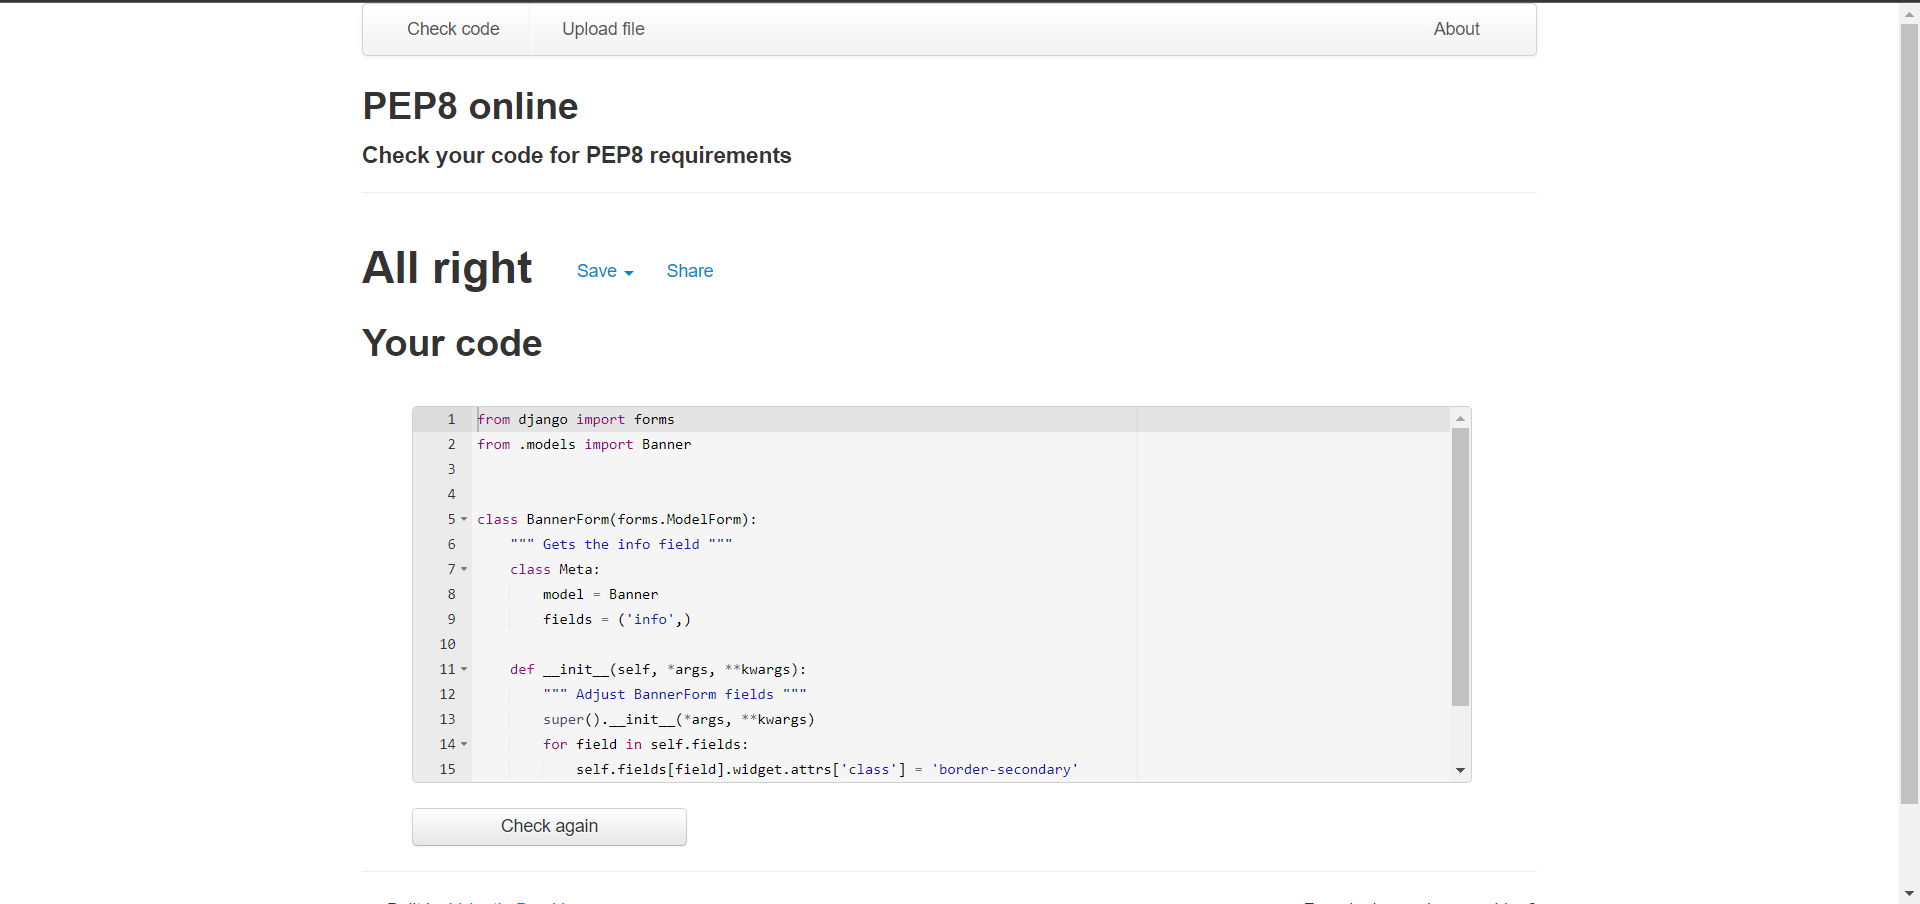 Check code
Upload file
About
PEP8 online
Check your code for PEP8 requirements
All right
Save
Share
Your code
1 from django import forms
2 from .models import Banner
3
4
5 class BannerForm(forms.ModelForm):
6     """ Gets the info field """
7     class Meta:
8         model = Banner
9         fields = ('info',)
10
11     def __init__(self, *args, **kwargs):
12         """ Adjust BannerForm fields """
13         super().__init__(*args, **kwargs)
14         for field in self.fields:
15             self.fields[field].widget.attrs['class'] = 'border-secondary'
Check again